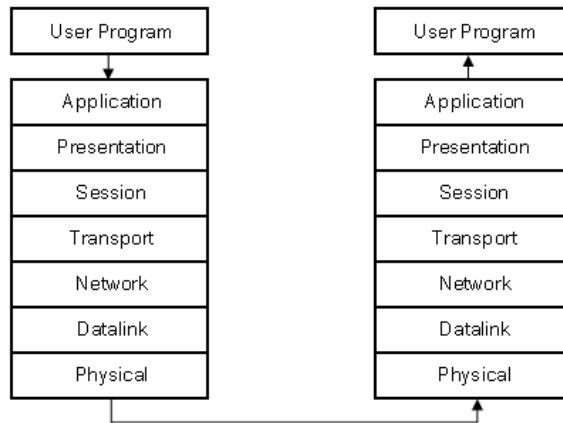 User Program
Application
Presentation
Session
Transport
Network
Datalink
Physical
User Program
Application
Presentation
Session
Transport
Network
Datalink
Physical